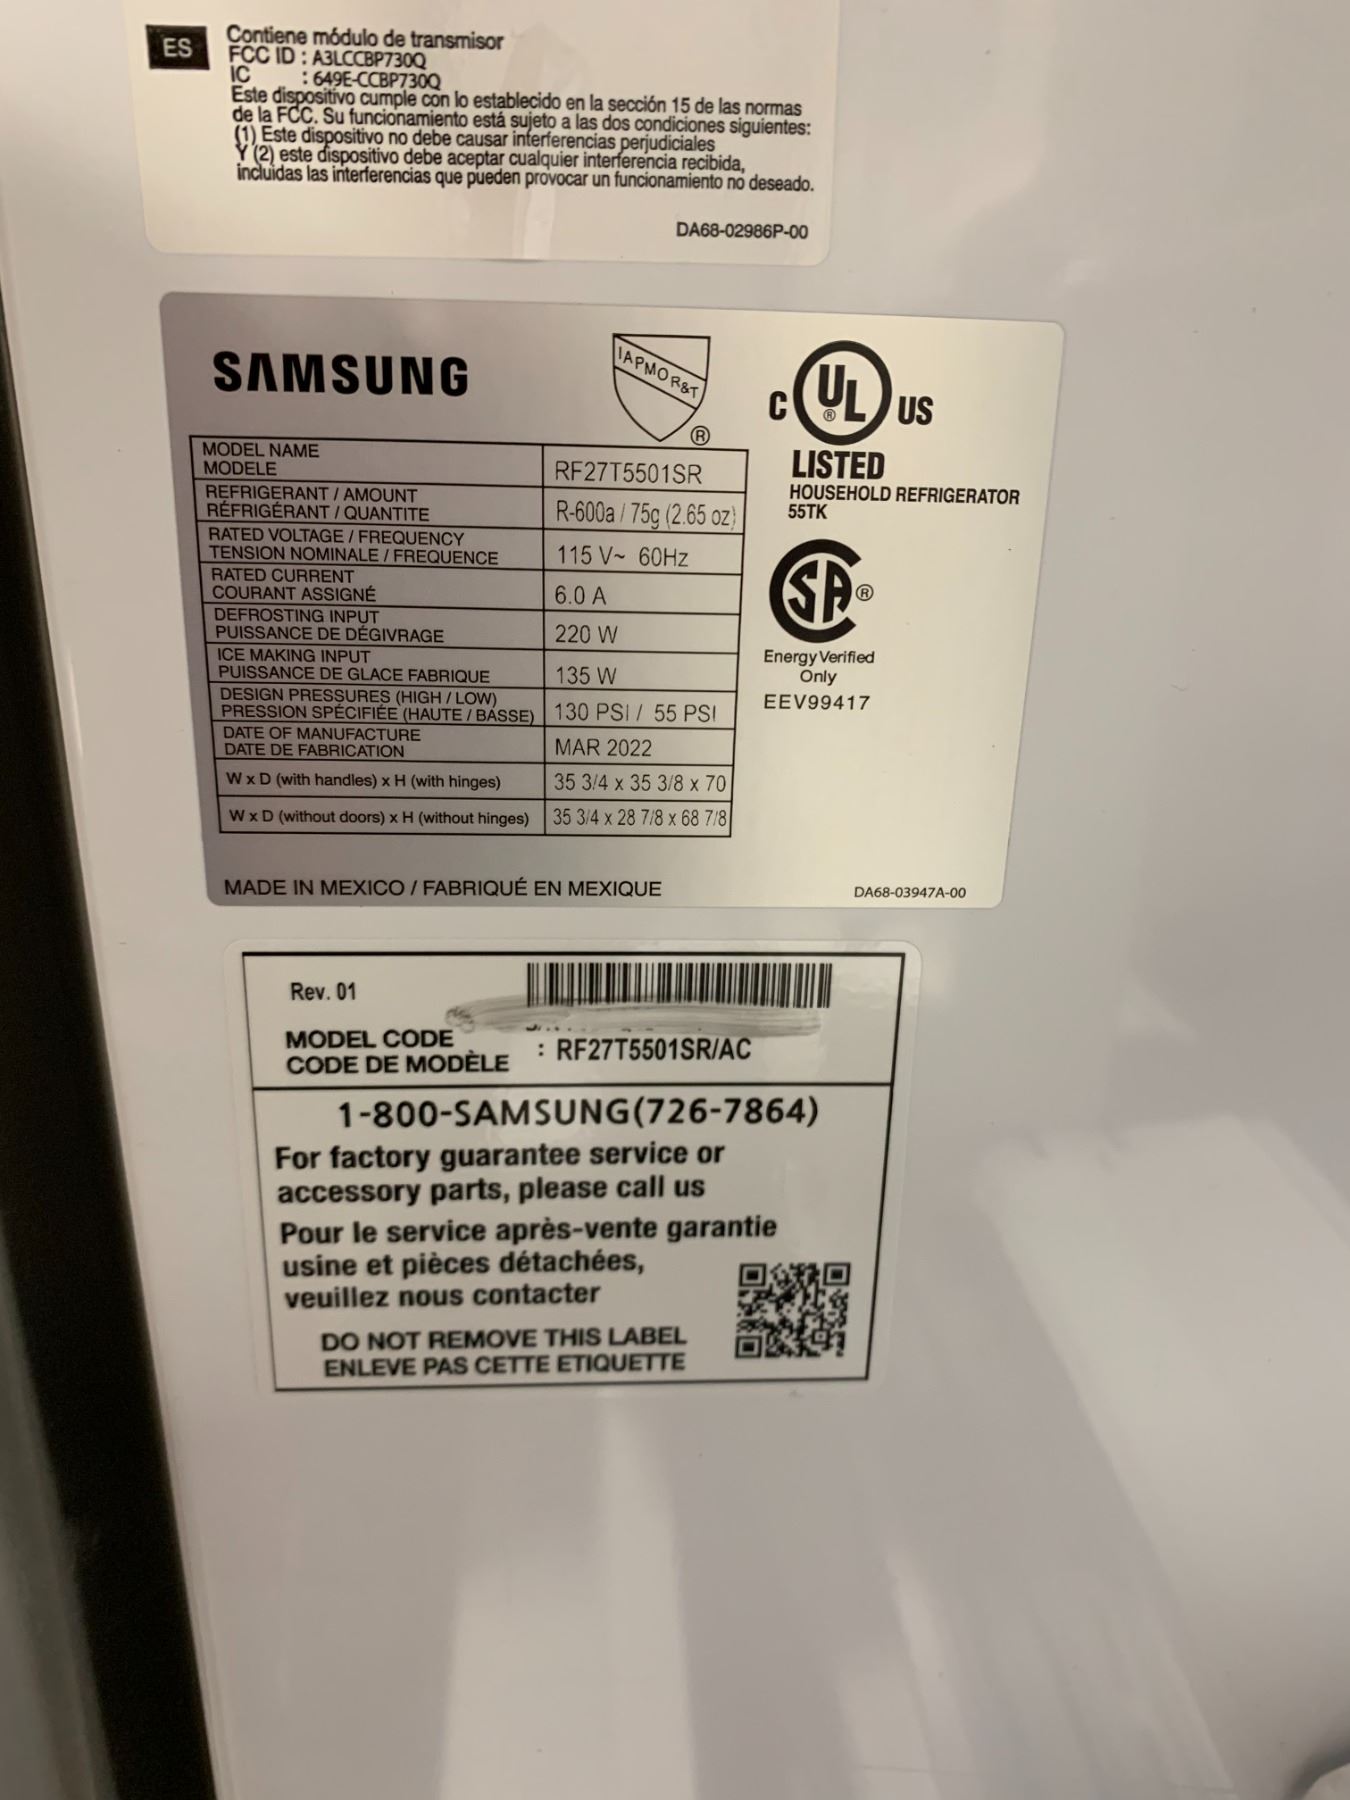 ES
Contiene módulo de transmisor
FCC ID : A3LCCBP730Q
IC : 649E-CCBP730Q
Este dispositivo cumple con lo establecido en la sección 15 de las normas
de la FCC. Su funcionamiento está sujeto a las dos condiciones siguientes:
(1) Este dispositivo no debe causar interferencias perjudiciales
Y (2) este dispositivo debe aceptar cualquier interferencia recibida,
incluidas las interferencias que pueden provocar un funcionamiento no deseado.
DA68-02986P-00
SAMSUNG
IAPMO R&T
®
C UL ® US
LISTED
HOUSEHOLD REFRIGERATOR
55TK
SA ®
Energy Verified
Only
EEV99417
MODEL NAME
MODELE
RF27T5501SR
REFRIGERANT / AMOUNT
RÉFRIGÉRANT / QUANTITE
R-600a / 75g (2.65 oz)
RATED VOLTAGE / FREQUENCY
TENSION NOMINALE / FREQUENCE
115 V~ 60Hz
RATED CURRENT
COURANT ASSIGNÉ
6.0 A
DEFROSTING INPUT
PUISSANCE DE DÉGIVRAGE
220 W
ICE MAKING INPUT
PUISSANCE DE GLACE FABRIQUE
135 W
DESIGN PRESSURES (HIGH / LOW)
PRESSION SPÉCIFIÉE (HAUTE / BASSE)
130 PSI / 55 PSI
DATE OF MANUFACTURE
DATE DE FABRICATION
MAR 2022
W x D (with handles) x H (with hinges)
35 3/4 x 35 3/8 x 70
W x D (without doors) x H (without hinges)
35 3/4 x 28 7/8 x 68 7/8
MADE IN MEXICO / FABRIQUÉ EN MEXIQUE
DA68-03947A-00
Rev. 01
MODEL CODE
CODE DE MODÈLE : RF27T5501SR/AC
1-800-SAMSUNG(726-7864)
For factory guarantee service or
accessory parts, please call us
Pour le service après-vente garantie
usine et pièces détachées,
veuillez nous contacter
DO NOT REMOVE THIS LABEL
ENLEVE PAS CETTE ETIQUETTE